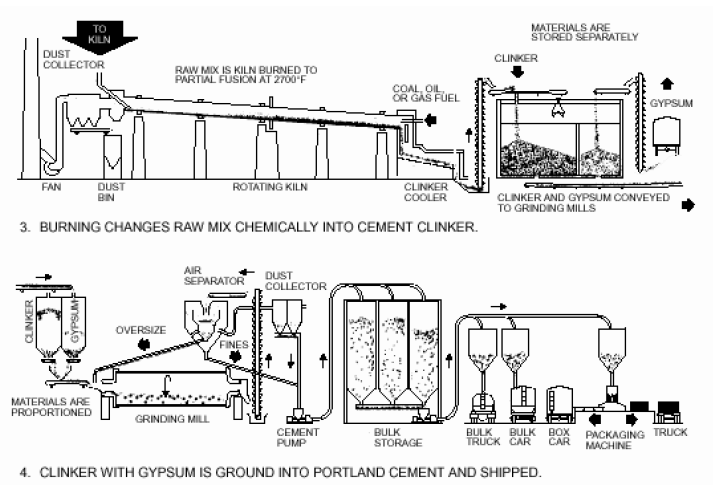 TO
KILN
DUST
COLLECTOR
RAW MIX IS KILN BURNED TO
PARTIAL FUSION AT 2700°F
COAL, OIL,
OR GAS FUEL
MATERIALS ARE
STORED SEPARATELY
CLINKER
GYPSUM
FAN
DUST
BIN
ROTATING KILN
CLINKER
COOLER
CLINKER AND GYPSUM CONVEYED
TO GRINDING MILLS
3. BURNING CHANGES RAW MIX CHEMICALLY INTO CEMENT CLINKER.
CLINKER
GYPSUM
MATERIALS ARE
PROPORTIONED
OVERSIZE
AIR
SEPARATOR
DUST
COLLECTOR
FINES
GRINDING MILL
CEMENT
PUMP
BULK
STORAGE
BULK
TRUCK
BULK
CAR
BOX
CAR
PACKAGING
MACHINE
TRUCK
4. CLINKER WITH GYPSUM IS GROUND INTO PORTLAND CEMENT AND SHIPPED.